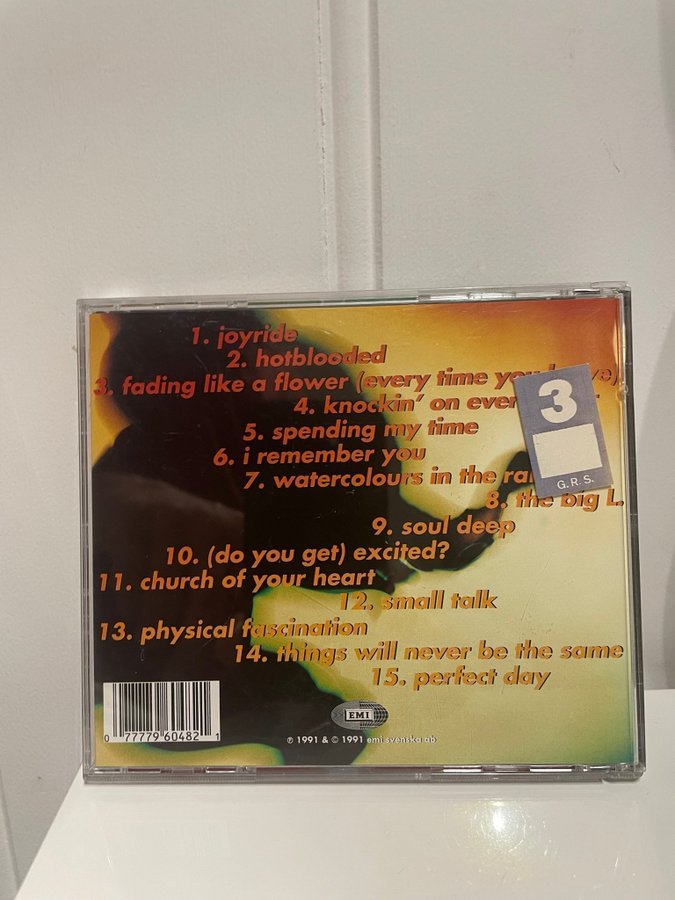 1. joyride
2. hotblooded
3. fading like a flower (every time you
4. knockin' on
3
5. spending my time
6. i remember you
7. watercolours in the
G.R.S.
8. the big L.
9. soul deep
10. (do you get) excited?
11. church of your heart
12. small talk
13. physical fascination
14. things will never be the same
15. perfect day
EMI
0 77779 60482 1
℗ 1991 & © 1991 emi svenska ab